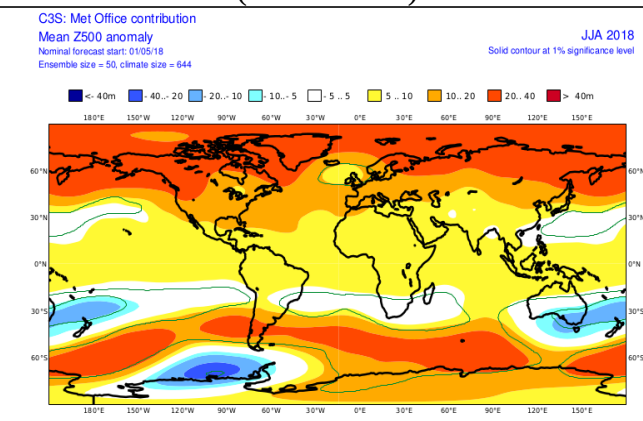 C3S: Met Office contribution
Mean Z500 anomaly
JJA 2018
Nominal forecast start: 01/05/18
Solid contour at 1% significance level
Ensemble size = 50, climate size = 644
<- 40m - 40..- 20 - 20..- 10 - 10..- 5 - 5 .. 5 5 .. 10 10.. 20 20.. 40 > 40m
180°E 150°W 120°W 90°W 60°W 30°W 0°E 30°E 60°E 90°E 120°E 150°E
60°N 60°N
30°N 30°N
0°N 0°N
30°S 30°S
60°S 60°S
180°E 150°W 120°W 90°W 60°W 30°W 0°E 30°E 60°E 90°E 120°E 150°E